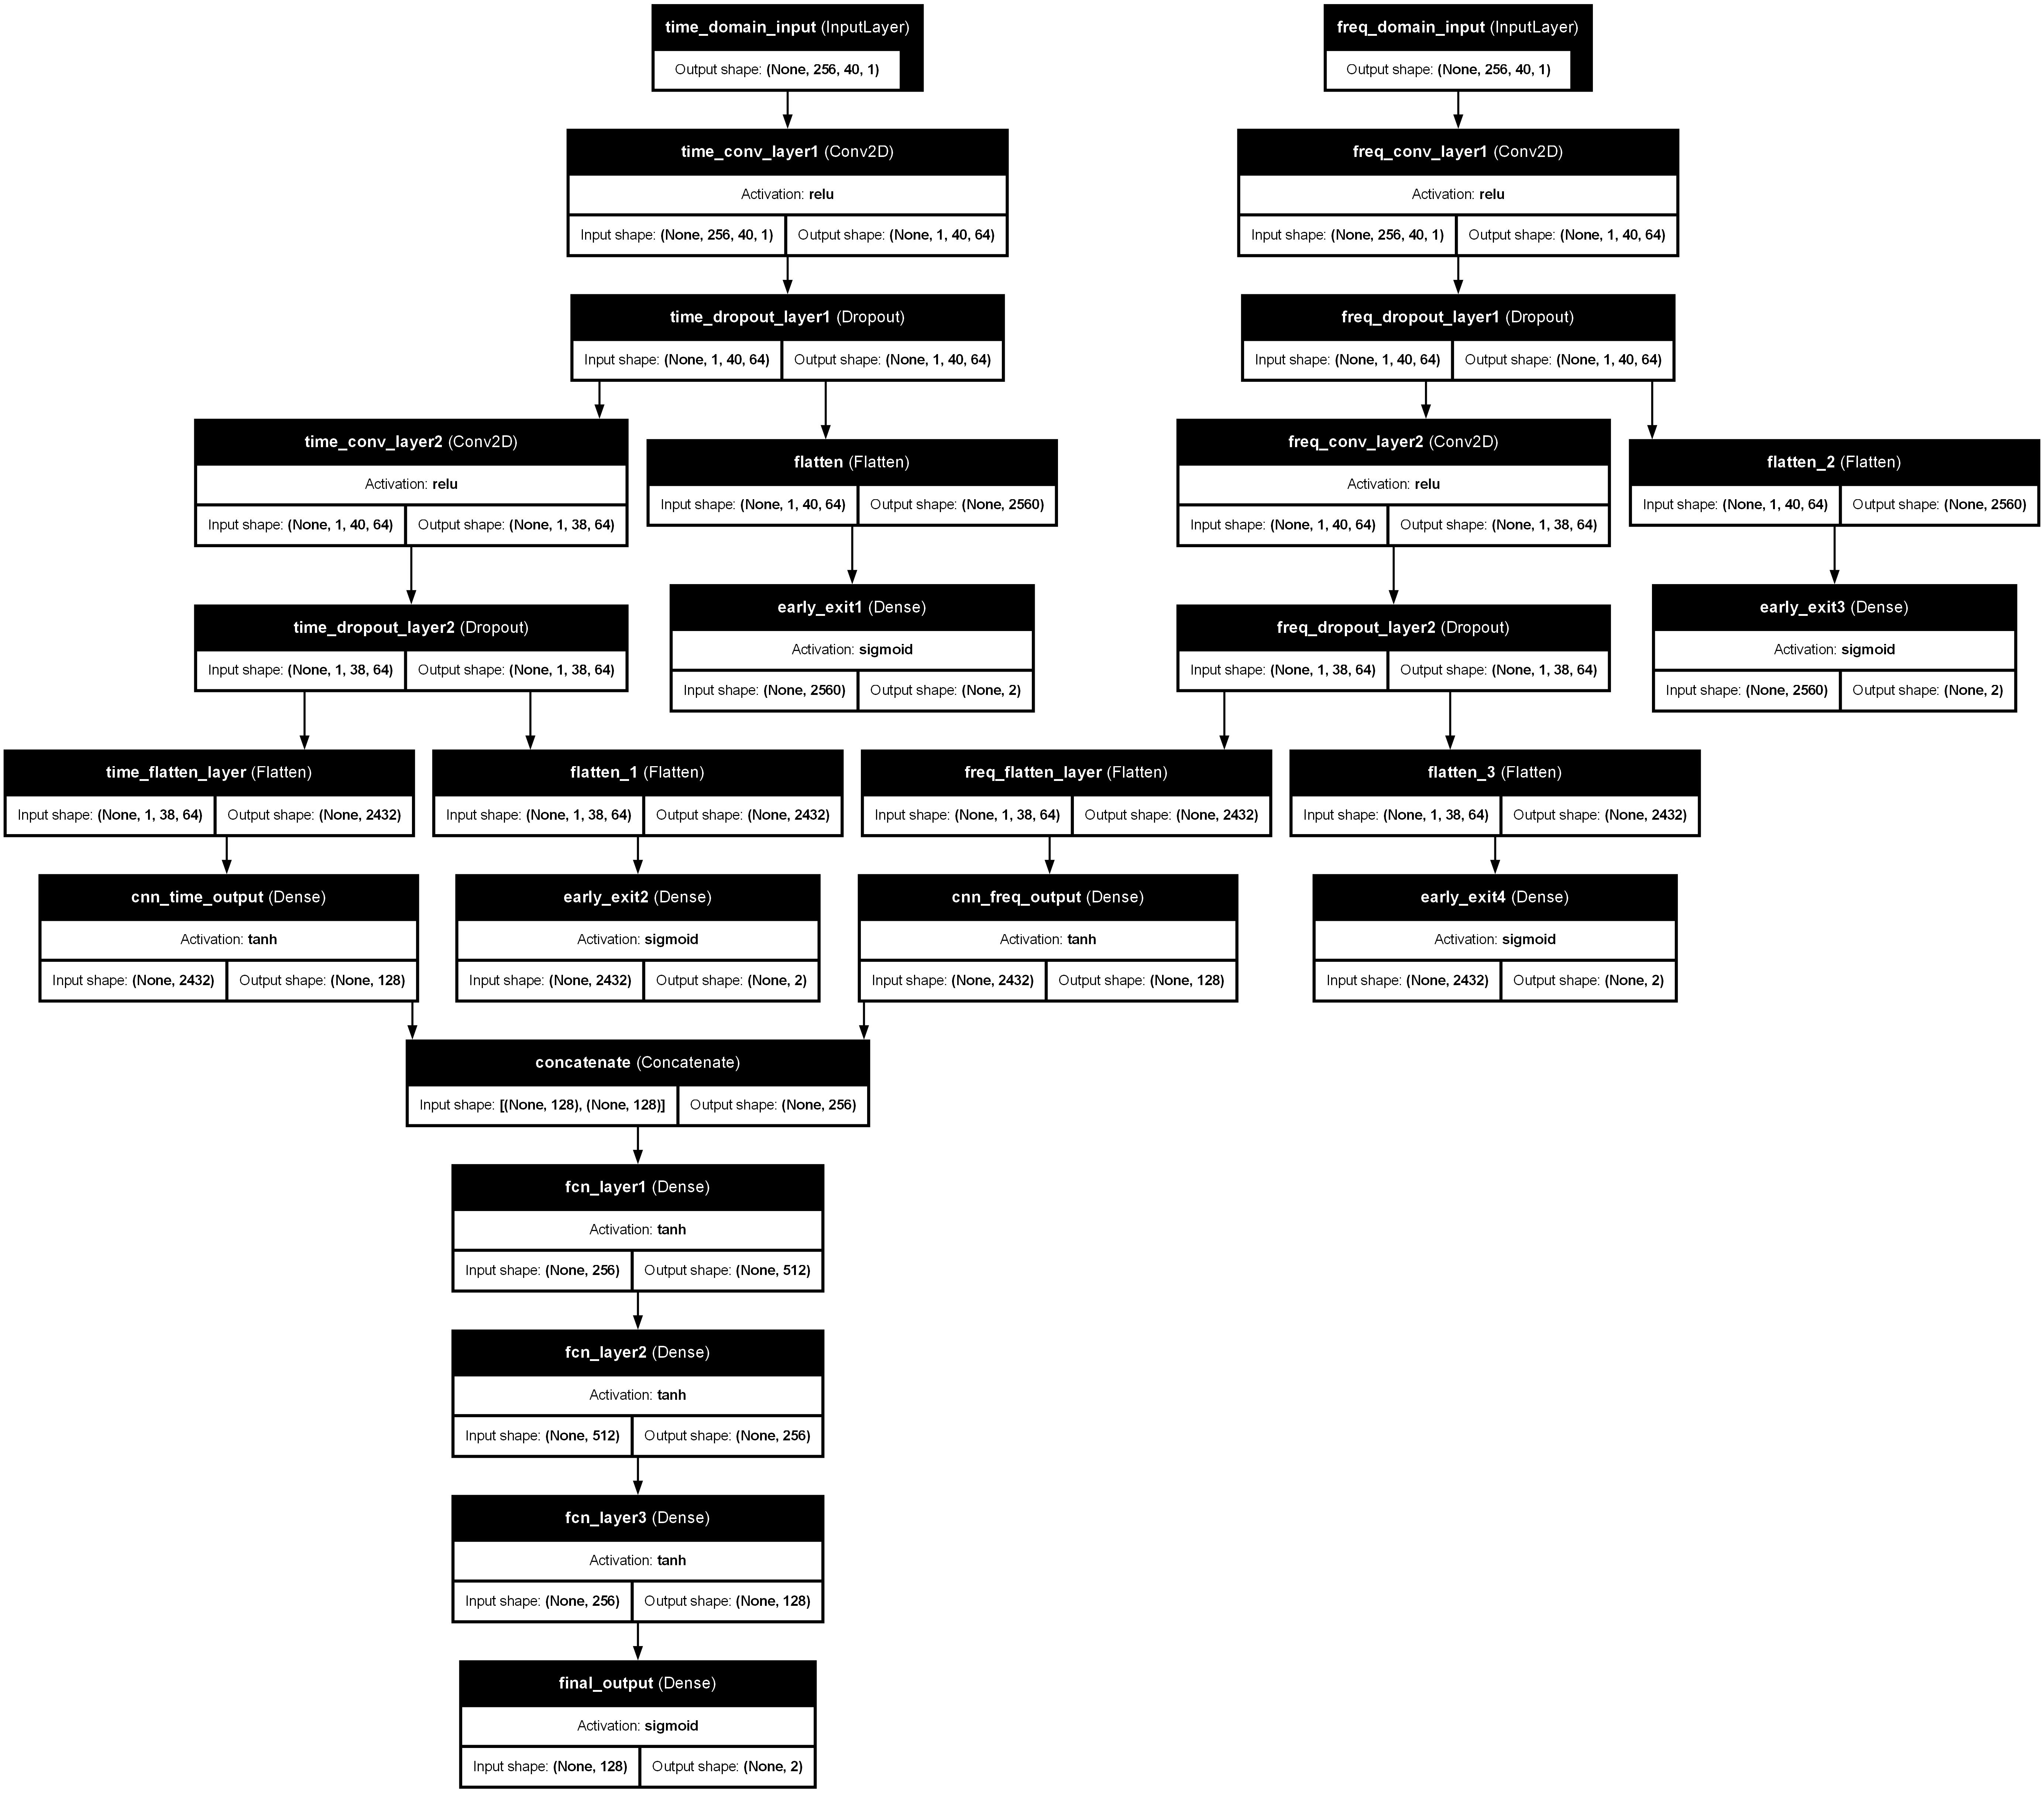 time_domain_input (InputLayer)
Output shape: (None, 256, 40, 1)
freq_domain_input (InputLayer)
Output shape: (None, 256, 40, 1)
time_conv_layer1 (Conv2D)
Activation: relu
Input shape: (None, 256, 40, 1) Output shape: (None, 1, 40, 64)
freq_conv_layer1 (Conv2D)
Activation: relu
Input shape: (None, 256, 40, 1) Output shape: (None, 1, 40, 64)
time_dropout_layer1 (Dropout)
Input shape: (None, 1, 40, 64) Output shape: (None, 1, 40, 64)
freq_dropout_layer1 (Dropout)
Input shape: (None, 1, 40, 64) Output shape: (None, 1, 40, 64)
time_conv_layer2 (Conv2D)
Activation: relu
Input shape: (None, 1, 40, 64) Output shape: (None, 1, 38, 64)
flatten (Flatten)
Input shape: (None, 1, 40, 64) Output shape: (None, 2560)
freq_conv_layer2 (Conv2D)
Activation: relu
Input shape: (None, 1, 40, 64) Output shape: (None, 1, 38, 64)
flatten_2 (Flatten)
Input shape: (None, 1, 40, 64) Output shape: (None, 2560)
time_dropout_layer2 (Dropout)
Input shape: (None, 1, 38, 64) Output shape: (None, 1, 38, 64)
early_exit1 (Dense)
Activation: sigmoid
Input shape: (None, 2560) Output shape: (None, 2)
freq_dropout_layer2 (Dropout)
Input shape: (None, 1, 38, 64) Output shape: (None, 1, 38, 64)
early_exit3 (Dense)
Activation: sigmoid
Input shape: (None, 2560) Output shape: (None, 2)
time_flatten_layer (Flatten)
Input shape: (None, 1, 38, 64) Output shape: (None, 2432)
flatten_1 (Flatten)
Input shape: (None, 1, 38, 64) Output shape: (None, 2432)
freq_flatten_layer (Flatten)
Input shape: (None, 1, 38, 64) Output shape: (None, 2432)
flatten_3 (Flatten)
Input shape: (None, 1, 38, 64) Output shape: (None, 2432)
cnn_time_output (Dense)
Activation: tanh
Input shape: (None, 2432) Output shape: (None, 128)
early_exit2 (Dense)
Activation: sigmoid
Input shape: (None, 2432) Output shape: (None, 2)
cnn_freq_output (Dense)
Activation: tanh
Input shape: (None, 2432) Output shape: (None, 128)
early_exit4 (Dense)
Activation: sigmoid
Input shape: (None, 2432) Output shape: (None, 2)
concatenate (Concatenate)
Input shape: [(None, 128), (None, 128)] Output shape: (None, 256)
fcn_layer1 (Dense)
Activation: tanh
Input shape: (None, 256) Output shape: (None, 512)
fcn_layer2 (Dense)
Activation: tanh
Input shape: (None, 512) Output shape: (None, 256)
fcn_layer3 (Dense)
Activation: tanh
Input shape: (None, 256) Output shape: (None, 128)
final_output (Dense)
Activation: sigmoid
Input shape: (None, 128) Output shape: (None, 2)